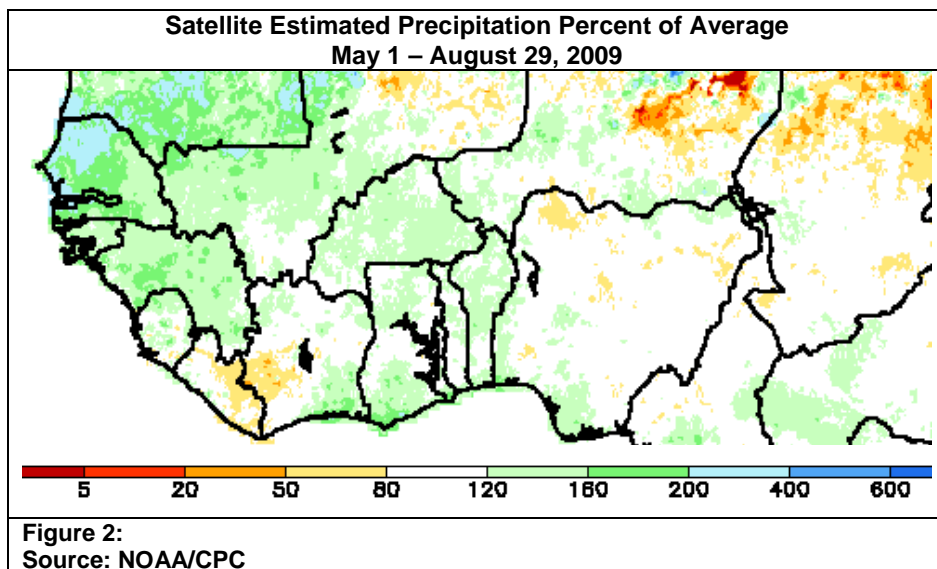 Satellite Estimated Precipitation Percent of Average
May 1 – August 29, 2009
5 20 50 80 120 160 200 400 600
Figure 2:
Source: NOAA/CPC